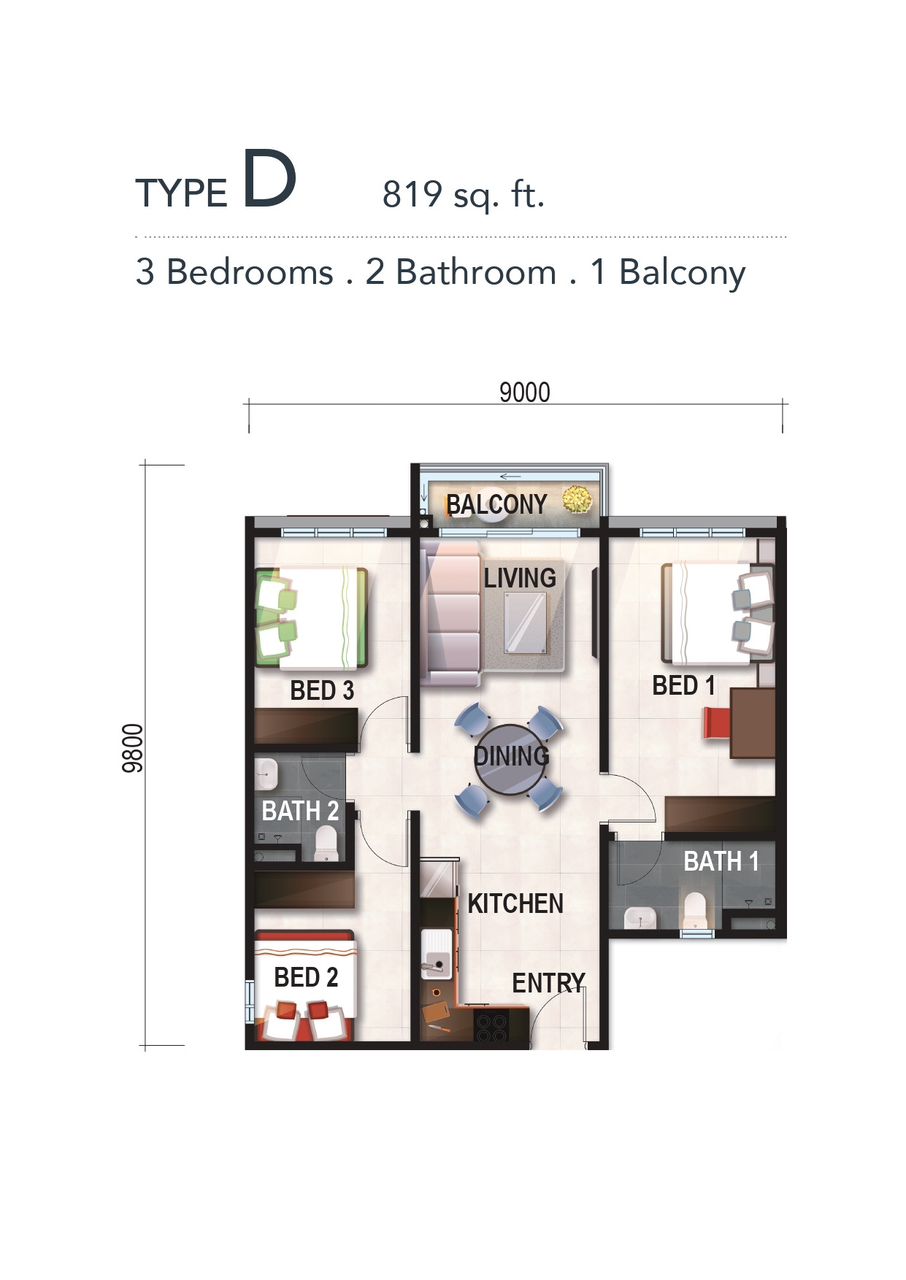 TYPE D 819 sq. ft.
3 Bedrooms . 2 Bathroom . 1 Balcony
9000
9800
BALCONY
LIVING
BED 3
BED 1
DINING
BATH 2
BATH 1
KITCHEN
BED 2
ENTRY